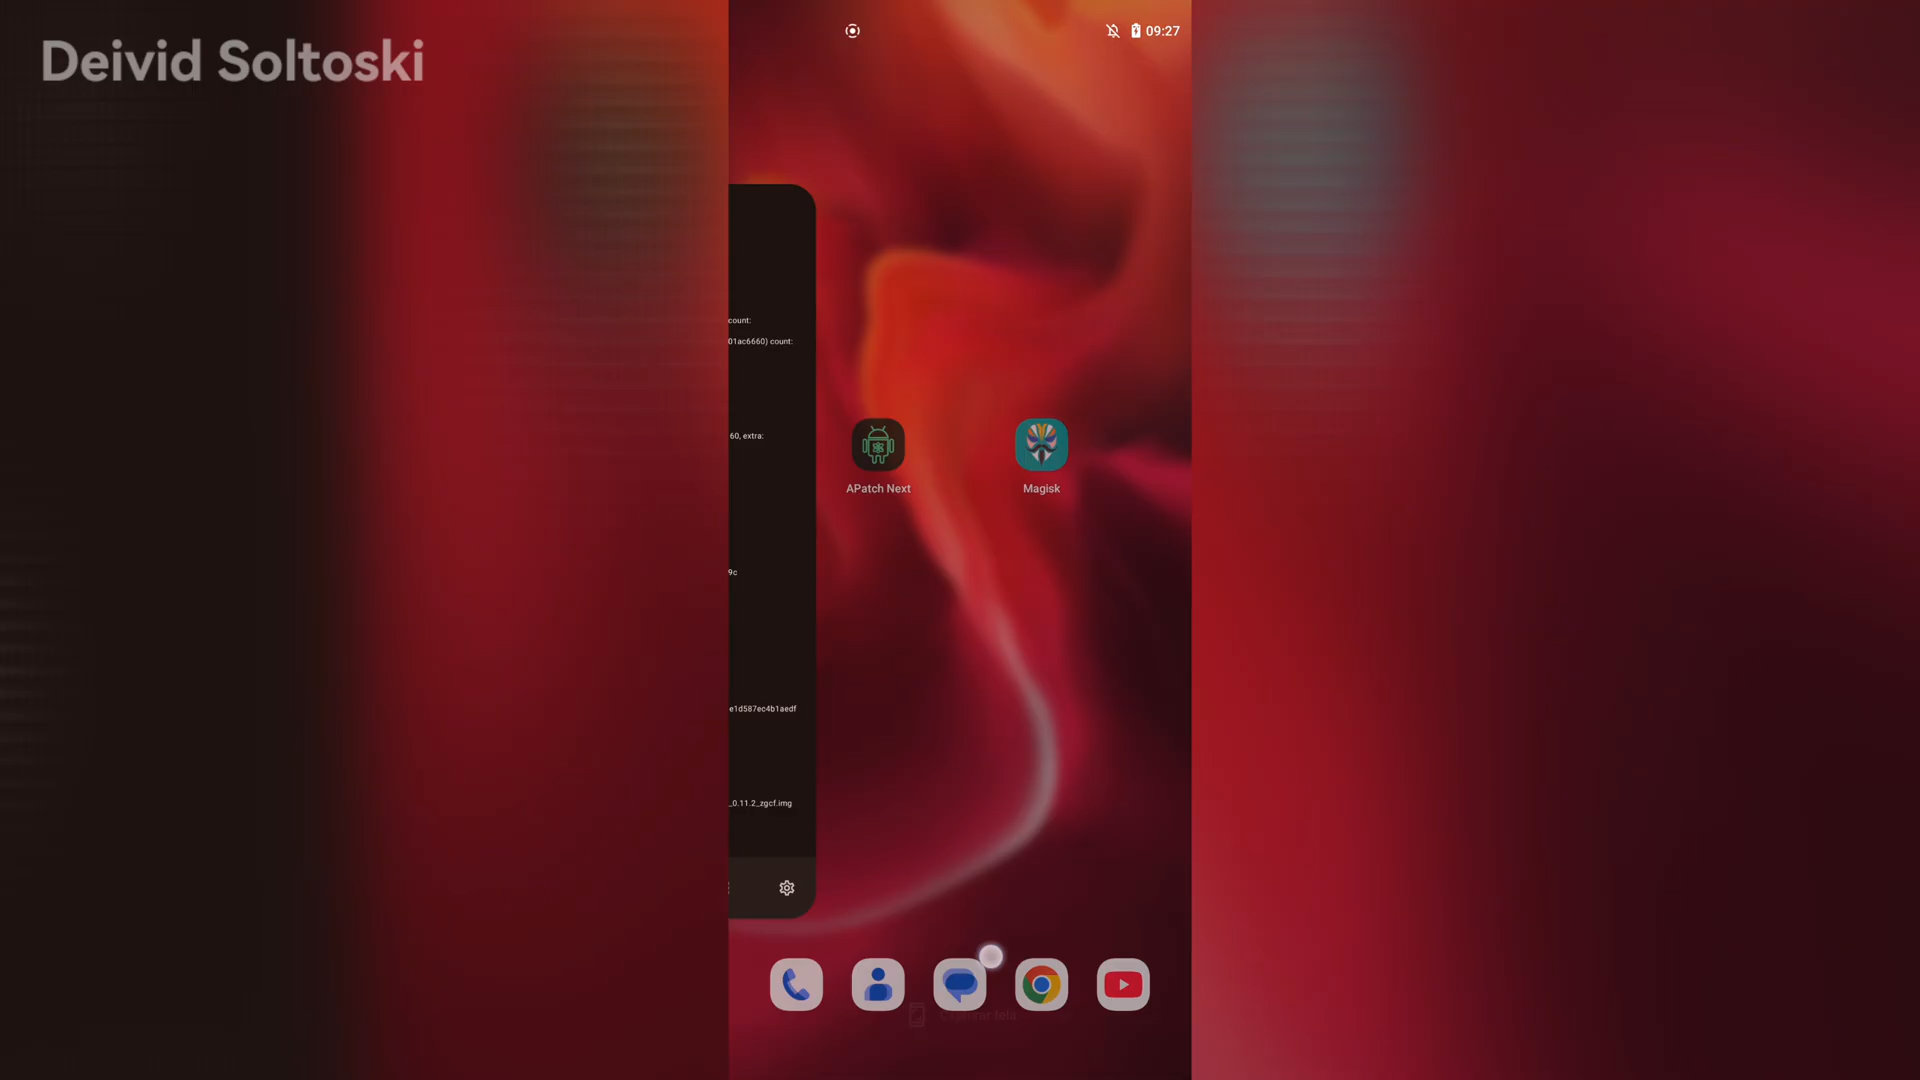 Deivid Soltoski
09:27
count:
01ac6660) count:
60, extra:
APatch Next
Magisk
9c
e1d587ec4b1aedf
_0.11.2_zgcf.img